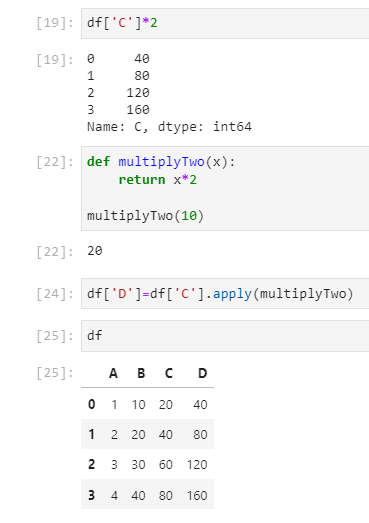 [19]: df['C']*2
[19]: 0     40
1     80
2    120
3    160
Name: C, dtype: int64
[22]: def multiplyTwo(x):
    return x*2
multiplyTwo(10)
[22]: 20
[24]: df['D']=df['C'].apply(multiplyTwo)
[25]: df
[25]: A B C D
0 1 10 20 40
1 2 20 40 80
2 3 30 60 120
3 4 40 80 160